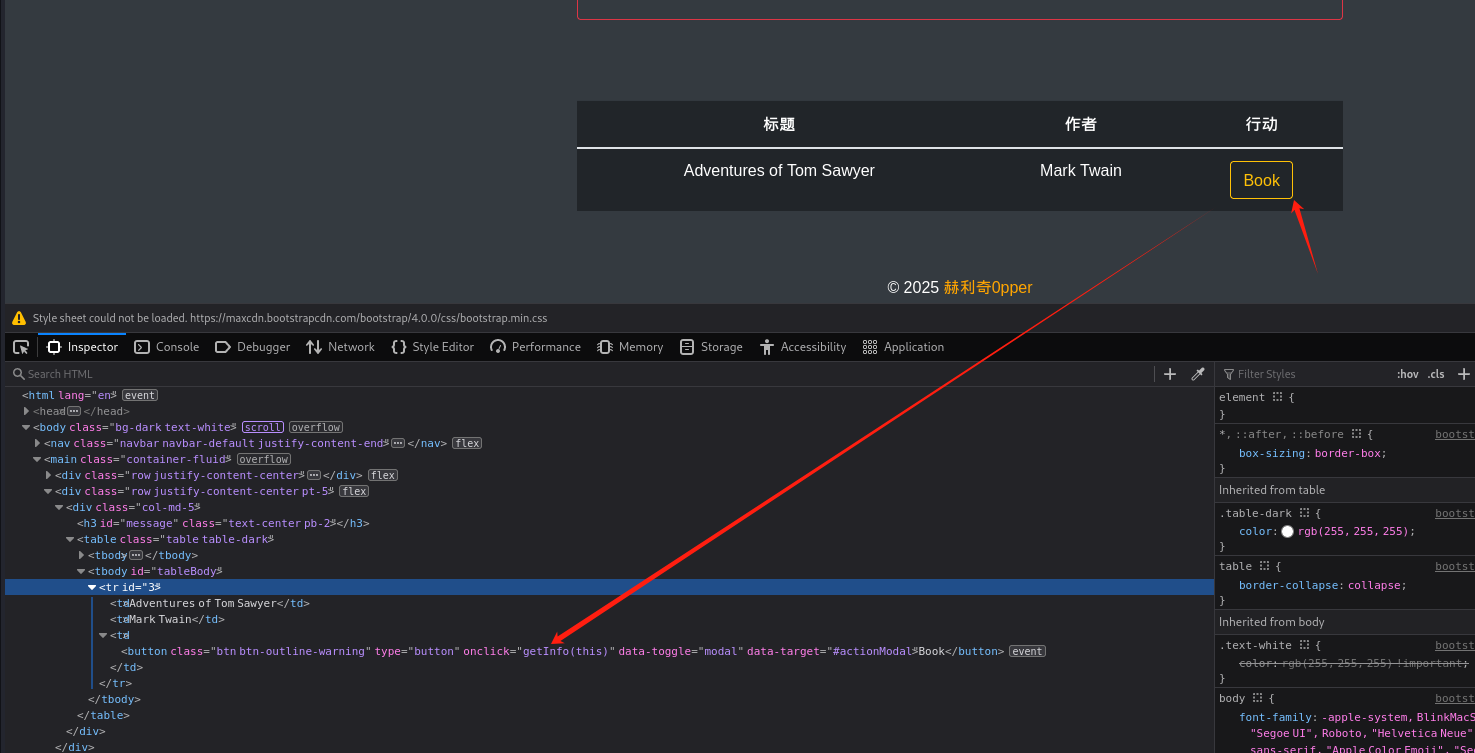 标题 作者 行动
Adventures of Tom Sawyer Mark Twain Book
© 2025 赫利奇0pper
Style sheet could not be loaded. https://maxcdn.bootstrapcdn.com/bootstrap/4.0.0/css/bootstrap.min.css
Inspector Console Debugger Network Style Editor Performance Memory Storage Accessibility Application
Search HTML
Filter Styles :hov .cls
<html lang="en" event
<head </head>
<body class="bg-dark text-white" scroll overflow
<nav class="navbar navbar-default justify-content-end" </nav> flex
<main class="container-fluid" overflow
<div class="row justify-content-center" </div> flex
<div class="row justify-content-center pt-5" flex
<div class="col-md-5"
<h3 id="message" class="text-center pb-2" </h3>
<table class="table table-dark"
<tbody </tbody>
<tbody id="tableBody"
<tr id="3"
<td Adventures of Tom Sawyer</td>
<td Mark Twain</td>
<td
<button class="btn btn-outline-warning" type="button" onclick="getInfo(this)" data-toggle="modal" data-target="#actionModal" Book</button> event
</td>
</tr>
</tbody>
</table>
</div>
</div>
element {
}
*, ::after, ::before { bootst
box-sizing: border-box;
}
Inherited from table
.table-dark { bootst
color: rgb(255, 255, 255);
}
table { bootst
border-collapse: collapse;
}
Inherited from body
.text-white { bootst
color: rgb(255, 255, 255) !important;
}
body { bootst
font-family: -apple-system, BlinkMacS
"Segoe UI", Roboto, "Helvetica Neue"
sans-serif, "Apple Color Emoji", "Se